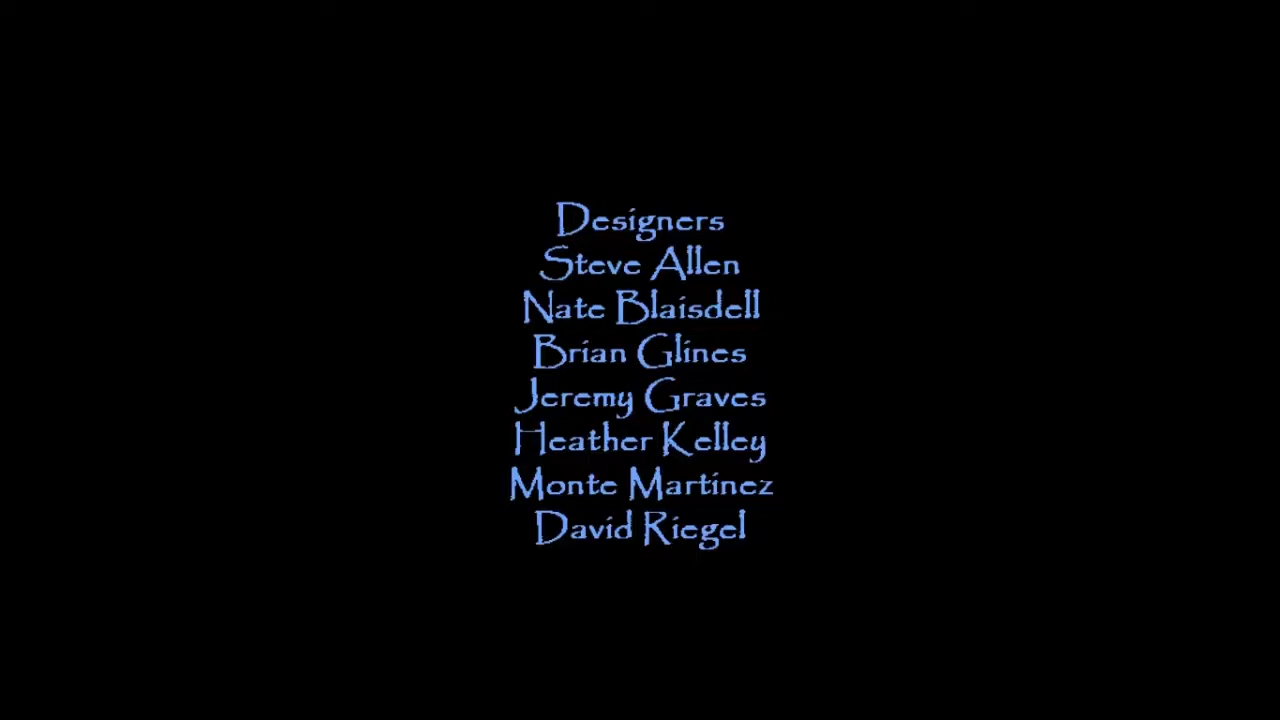 Designers
Steve Allen
Nate Blaisdell
Brian Glines
Jeremy Graves
Heather Kelley
Monte Martinez
David Riegel